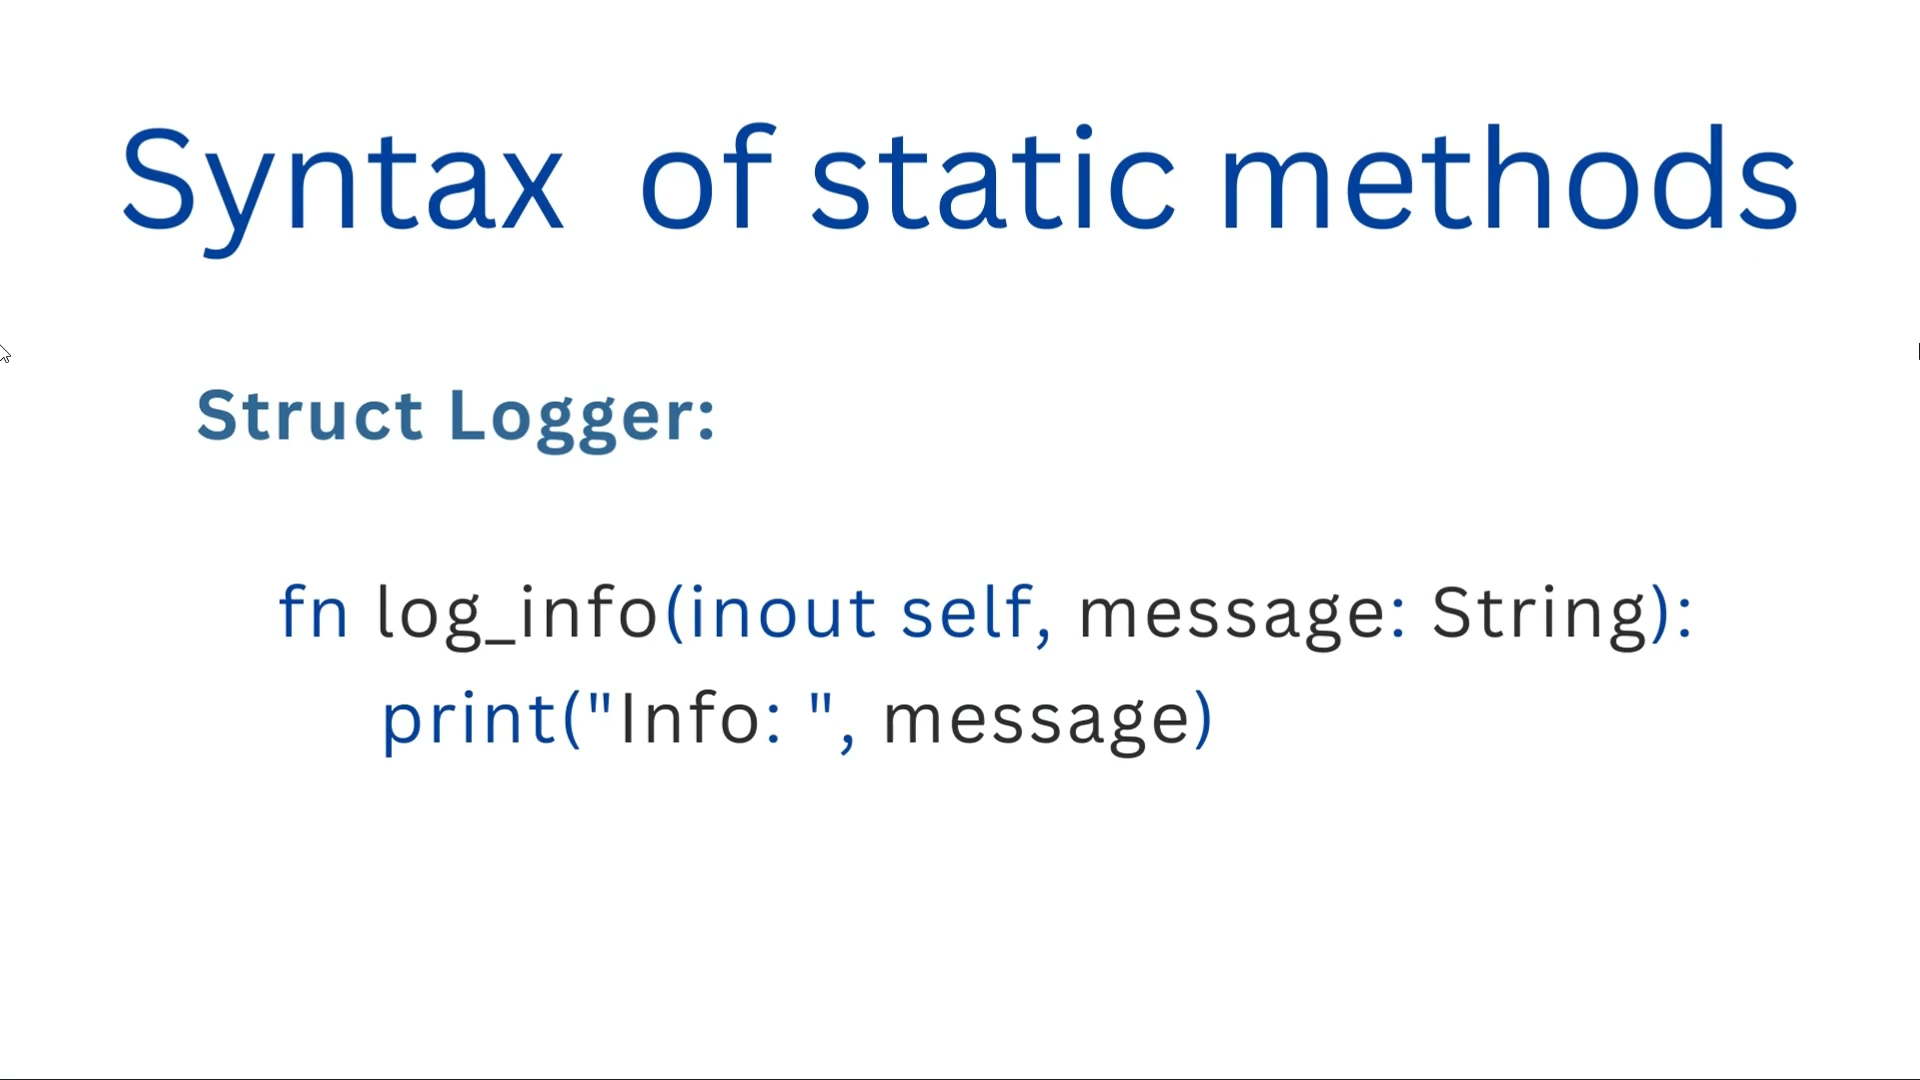 Syntax  of static methods
Struct Logger:
fn log_info(inout self, message: String):
print("Info: ", message)